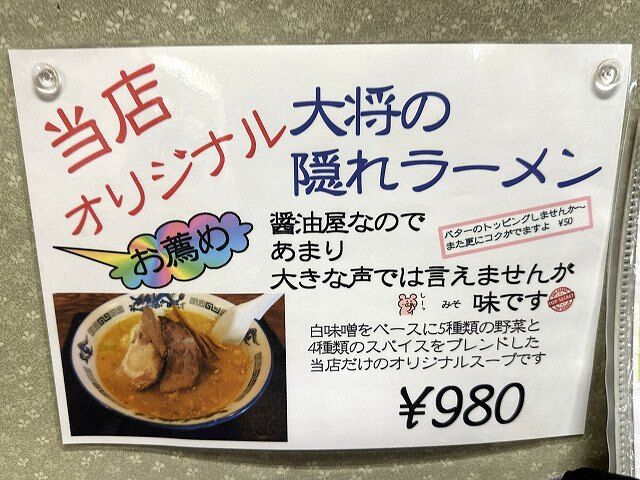 当店
オリジナル
大将の
隠れラーメン
お薦め
醤油屋なので
あまり
大きな声では言えませんが
しーっ みそ 味です
TOP SECRET
バターのトッピングしませんか～
また更にコクがでますよ ¥50
白味噌をベースに5種類の野菜と
4種類のスパイスをブレンドした
当店だけのオリジナルスープです
¥980